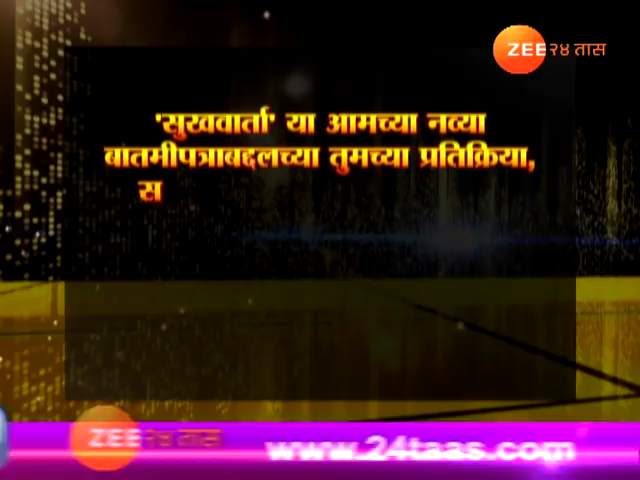 ZEE २४ तास
'सुखवार्ता' या आमच्या नव्या
बातमीपत्राबद्दलच्या तुमच्या प्रतिक्रिया,
स
ZEE २४ तास
www.24taas.com